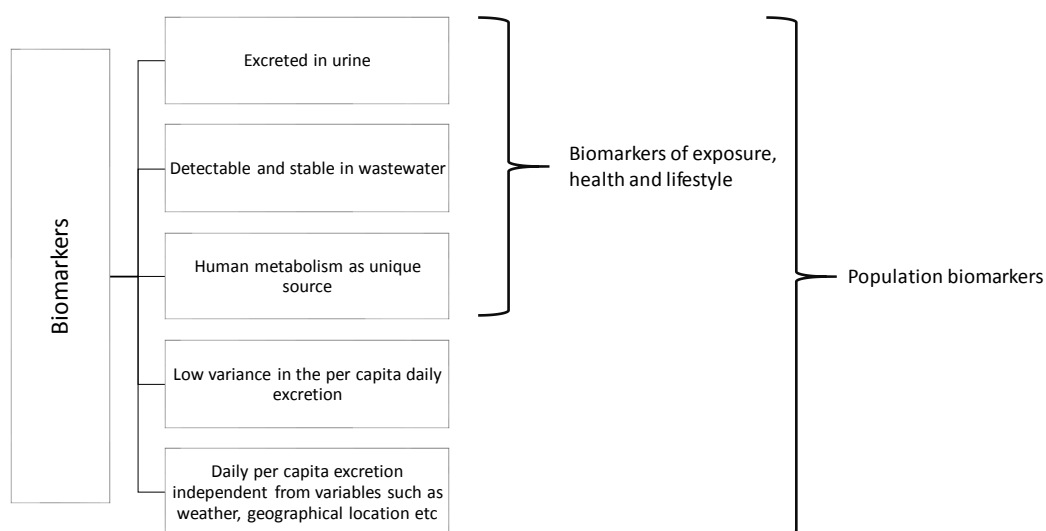 Biomarkers
Excreted in urine
Detectable and stable in wastewater
Human metabolism as unique
source
Low variance in the per capita daily
excretion
Daily per capita excretion
independent from variables such as
weather, geographical location etc
Biomarkers of exposure,
health and lifestyle
Population biomarkers